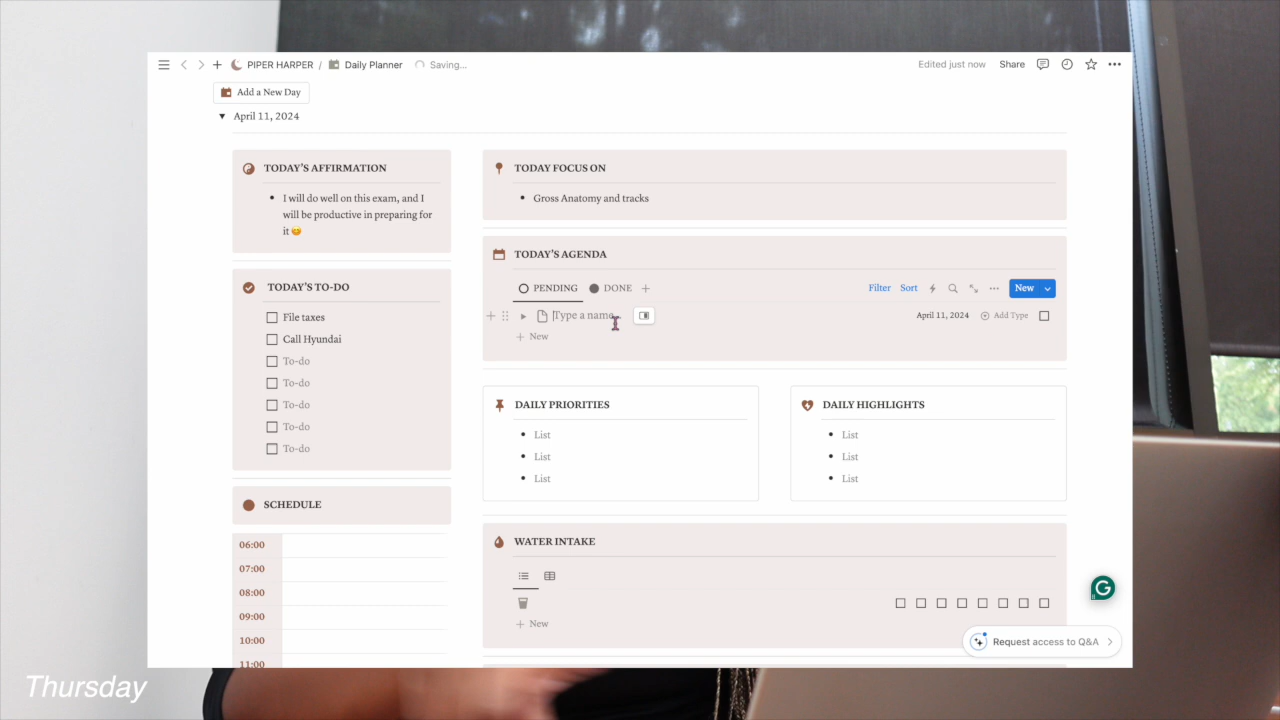 PIPER HARPER / Daily Planner Saving... Edited just now Share
Add a New Day
April 11, 2024
TODAY'S AFFIRMATION
I will do well on this exam, and I
will be productive in preparing for
it 😊
TODAY'S TO-DO
File taxes
Call Hyundai
To-do
To-do
To-do
To-do
To-do
SCHEDULE
06:00
07:00
08:00
09:00
10:00
11:00
TODAY FOCUS ON
Gross Anatomy and tracks
TODAY'S AGENDA
PENDING DONE Filter Sort New
Type a name... April 11, 2024 Add Type
New
DAILY PRIORITIES
List
List
List
DAILY HIGHLIGHTS
List
List
List
WATER INTAKE
New
Request access to Q&A
Thursday